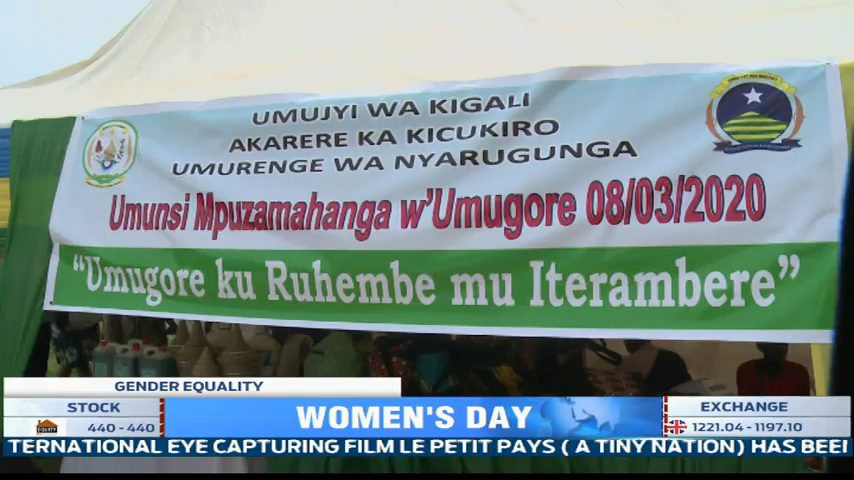 UMUJYI WA KIGALI
AKARERE KA KICUKIRO
UMURENGE WA NYARUGUNGA
Umunsi Mpuzamahanga w'Umugore 08/03/2020
"Umugore ku Ruhembe mu Iterambere"
GENDER EQUALITY
STOCK
EQUITY
440 - 440
WOMEN'S DAY
EXCHANGE
1221.04 - 1197.10
TERNATIONAL EYE CAPTURING FILM LE PETIT PAYS ( A TINY NATION) HAS BEEI